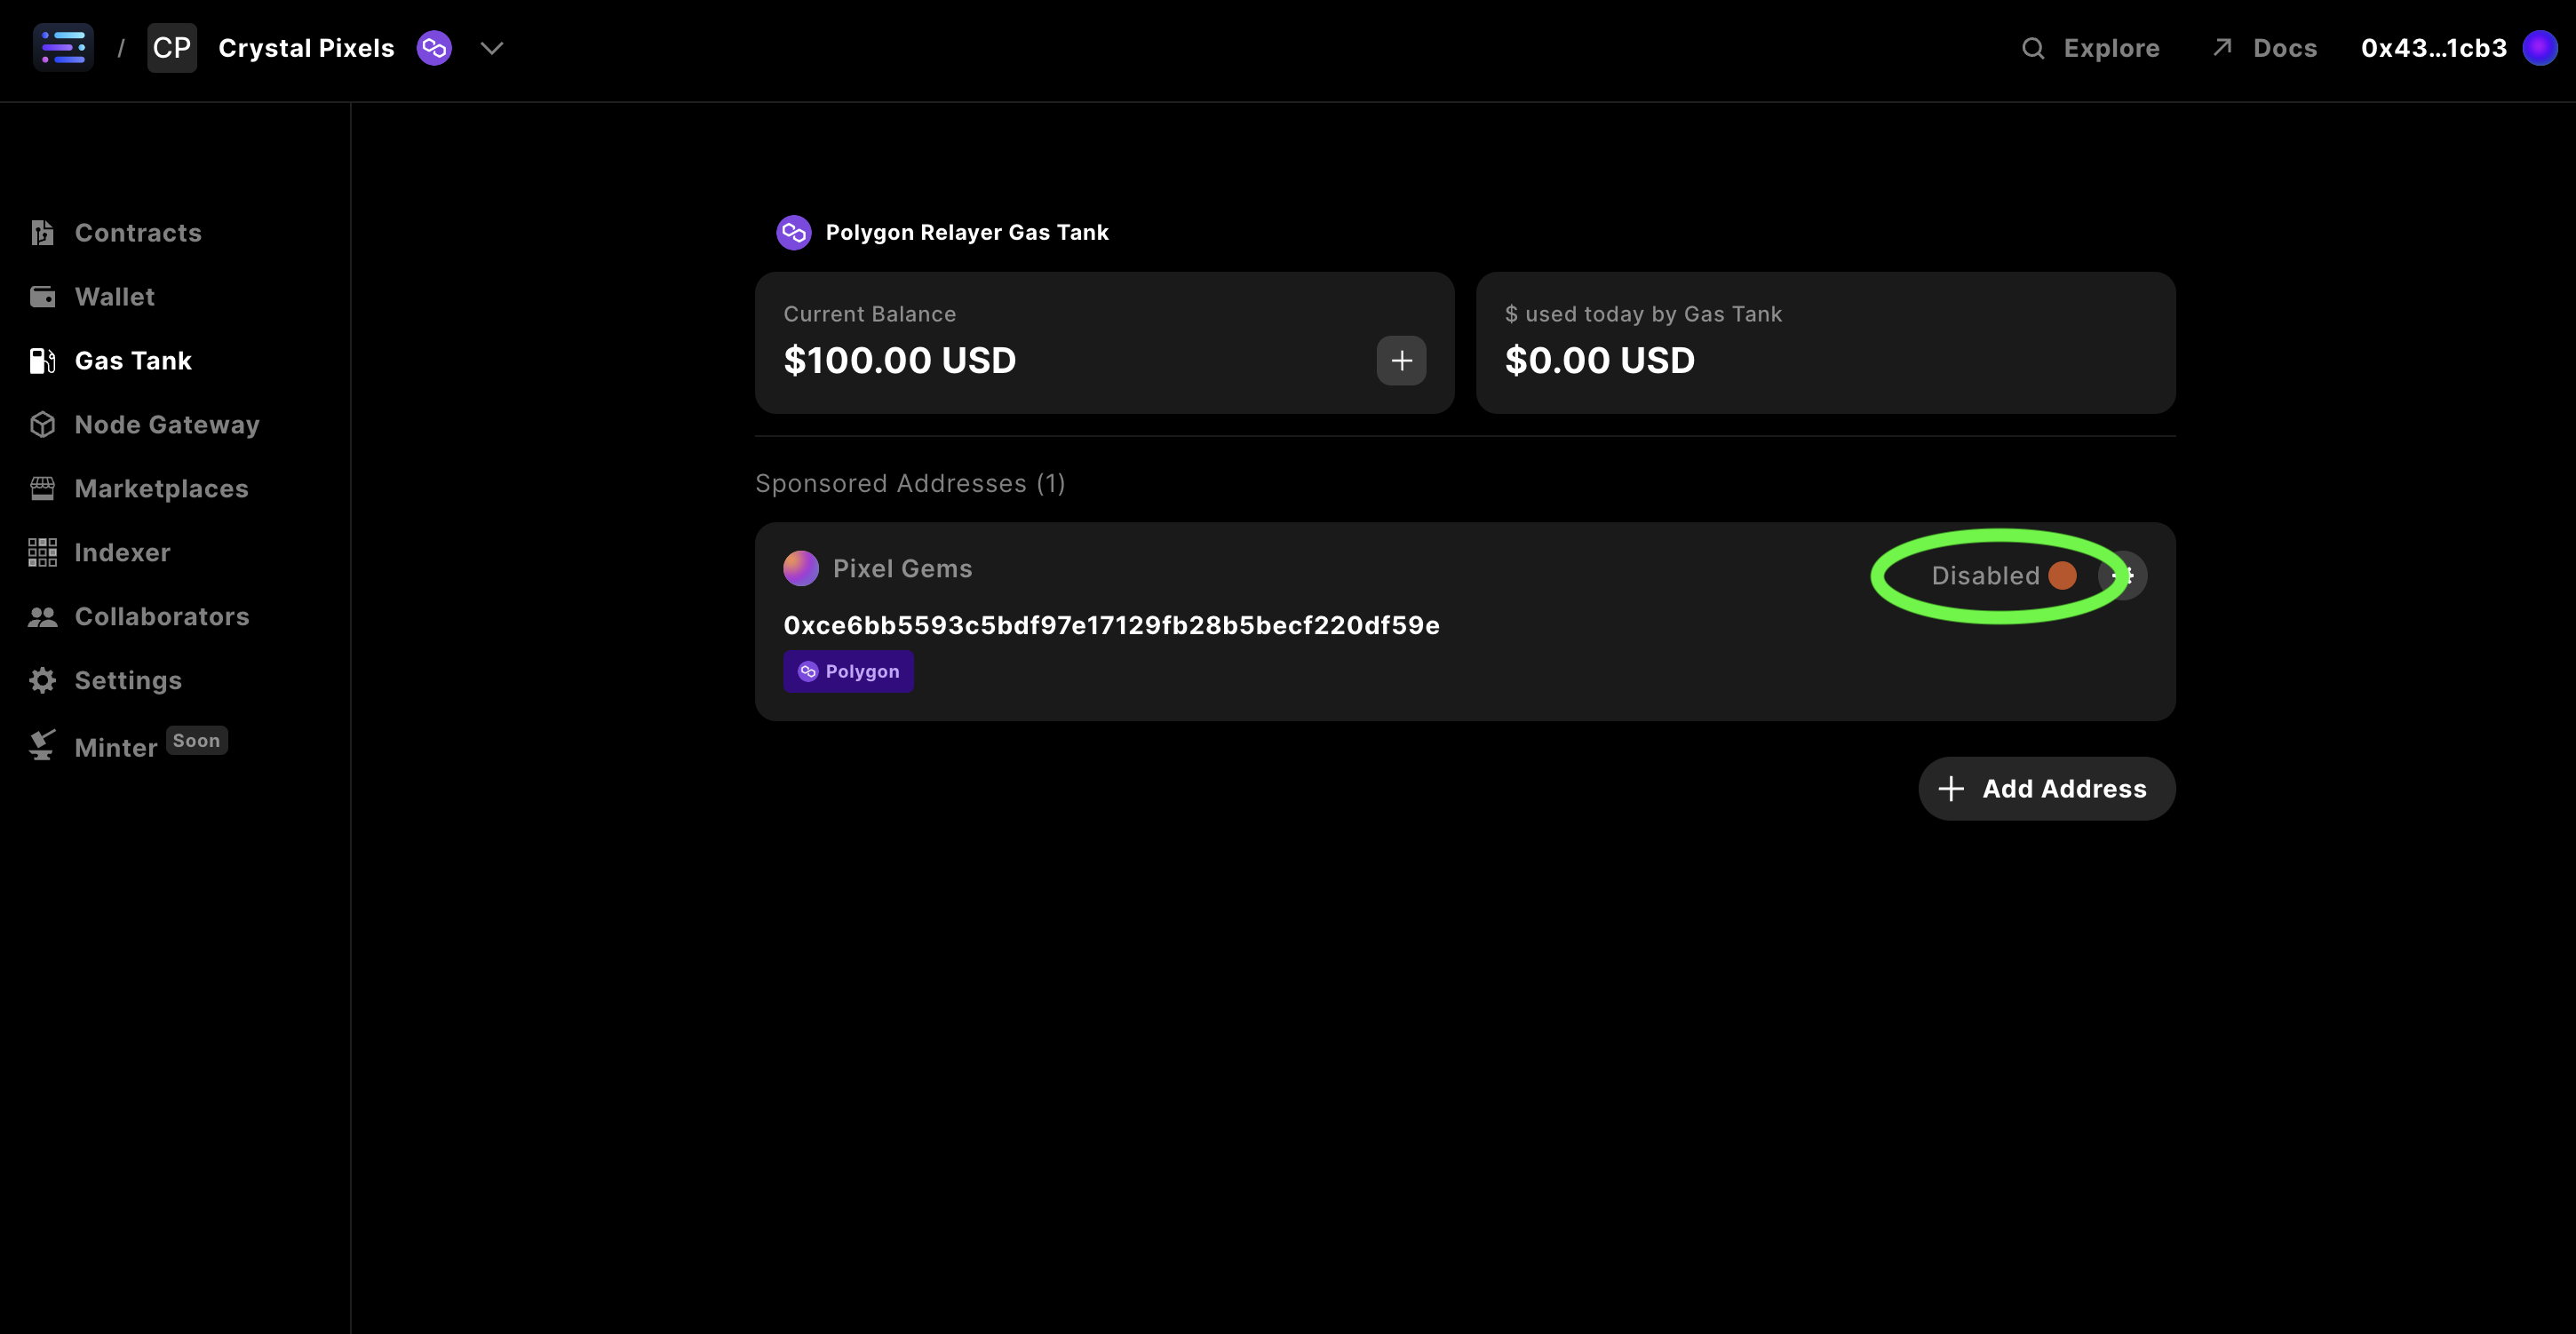 / CP Crystal Pixels
Explore Docs 0x43...1cb3
Contracts
Wallet
Gas Tank
Node Gateway
Marketplaces
Indexer
Collaborators
Settings
Minter Soon
Polygon Relayer Gas Tank
Current Balance
$100.00 USD
$ used today by Gas Tank
$0.00 USD
Sponsored Addresses (1)
Pixel Gems
Disabled
0xce6bb5593c5bdf97e17129fb28b5becf220df59e
Polygon
Add Address